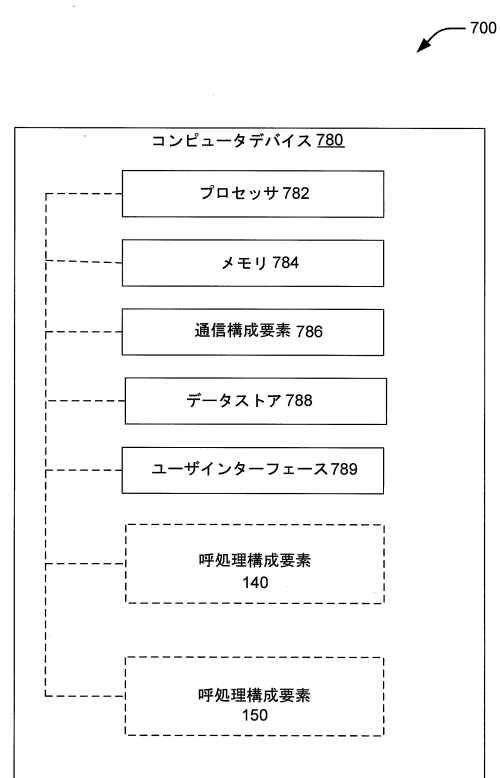 700
コンピュータデバイス 780
プロセッサ 782
メモリ 784
通信構成要素 786
データストア 788
ユーザインターフェース 789
呼処理構成要素
140
呼処理構成要素
150